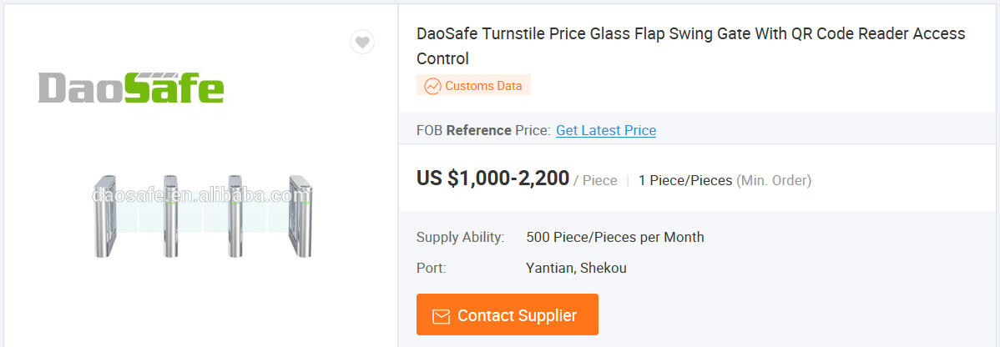 DaoSafe
daosafe.en.alibaba.com
DaoSafe Turnstile Price Glass Flap Swing Gate With QR Code Reader Access
Control
Customs Data
FOB Reference Price: Get Latest Price
US $1,000-2,200 / Piece | 1 Piece/Pieces (Min. Order)
Supply Ability: 500 Piece/Pieces per Month
Port: Yantian, Shekou
Contact Supplier